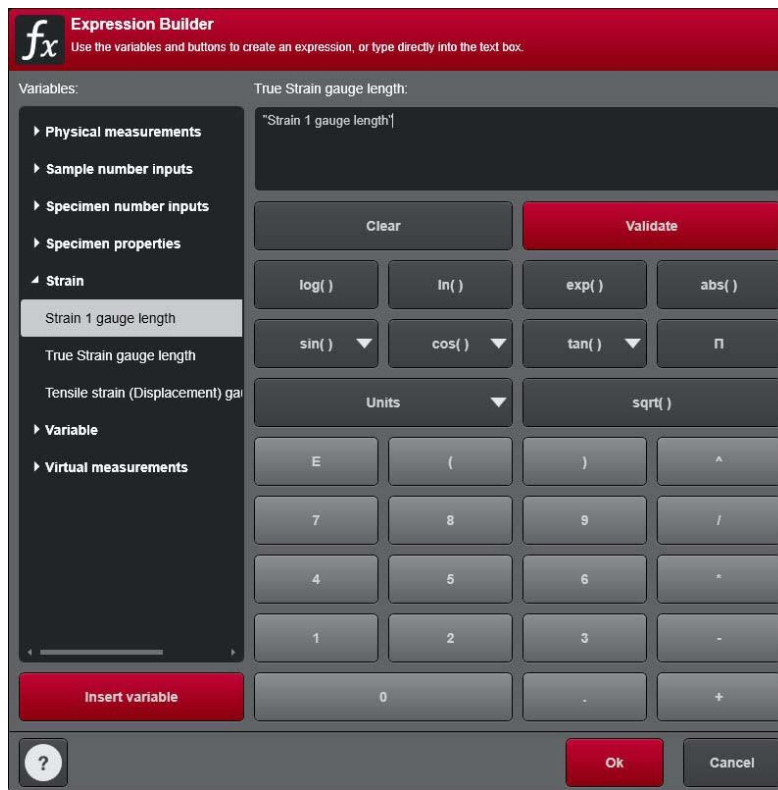 fx
Expression Builder
Use the variables and buttons to create an expression, or type directly into the text box.
Variables:
Physical measurements
Sample number inputs
Specimen number inputs
Specimen properties
Strain
Strain 1 gauge length
True Strain gauge length
Tensile strain (Displacement) gau
Variable
Virtual measurements
Insert variable
True Strain gauge length:
"Strain 1 gauge length"
Clear Validate
log( ) ln( ) exp( ) abs( )
sin( ) cos( ) tan( ) Π
Units sqrt( )
E ( ) ^
7 8 9 /
4 5 6 *
1 2 3 -
0 . +
? Ok Cancel